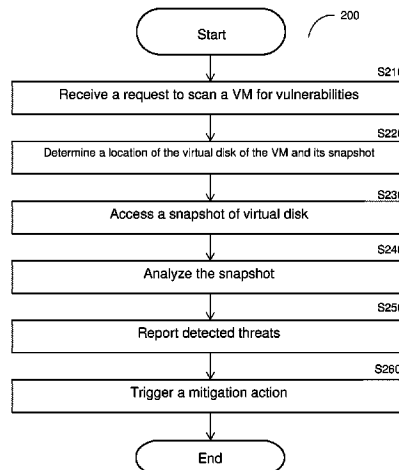 Start
200
S210
Receive a request to scan a VM for vulnerabilities
S220
Determine a location of the virtual disk of the VM and its snapshot
S230
Access a snapshot of virtual disk
S240
Analyze the snapshot
S250
Report detected threats
S260
Trigger a mitigation action
End